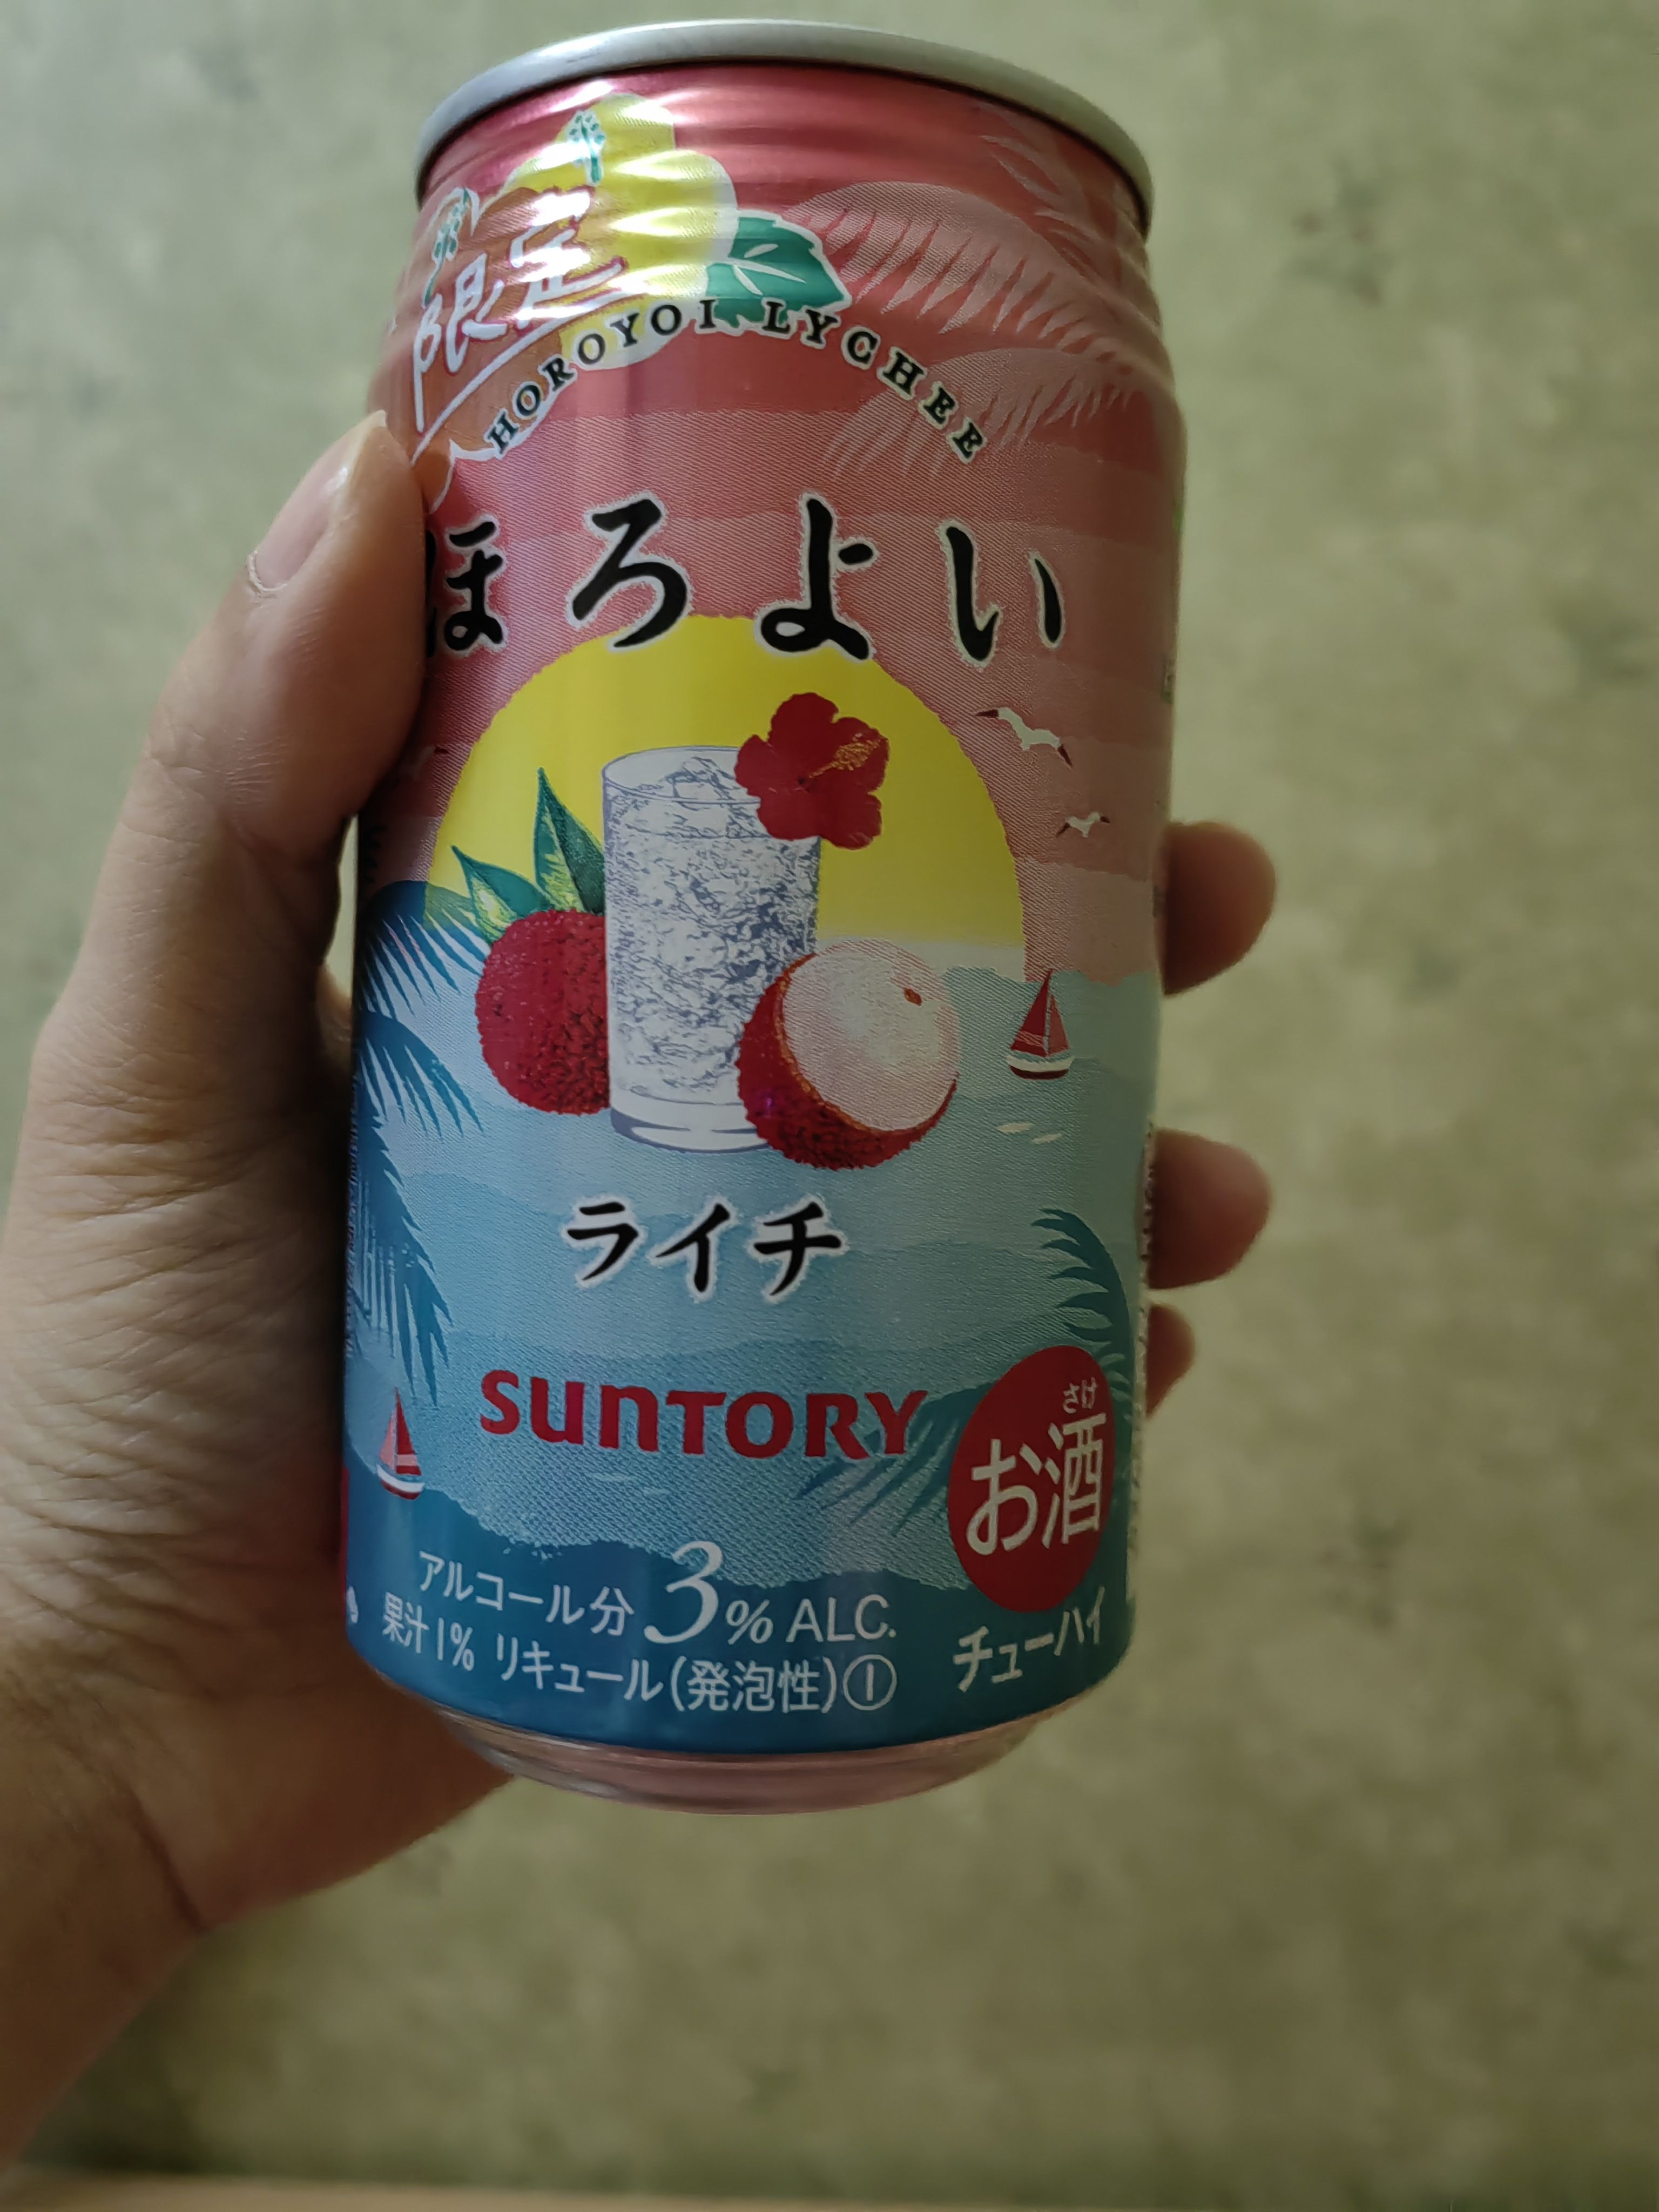 限定
HOROYOI LYCHEE
ほろよい
ライチ
SUNTORY
さけ
お酒
アルコール分 3% ALC.
果汁1% リキュール(発泡性)①
チューハイ